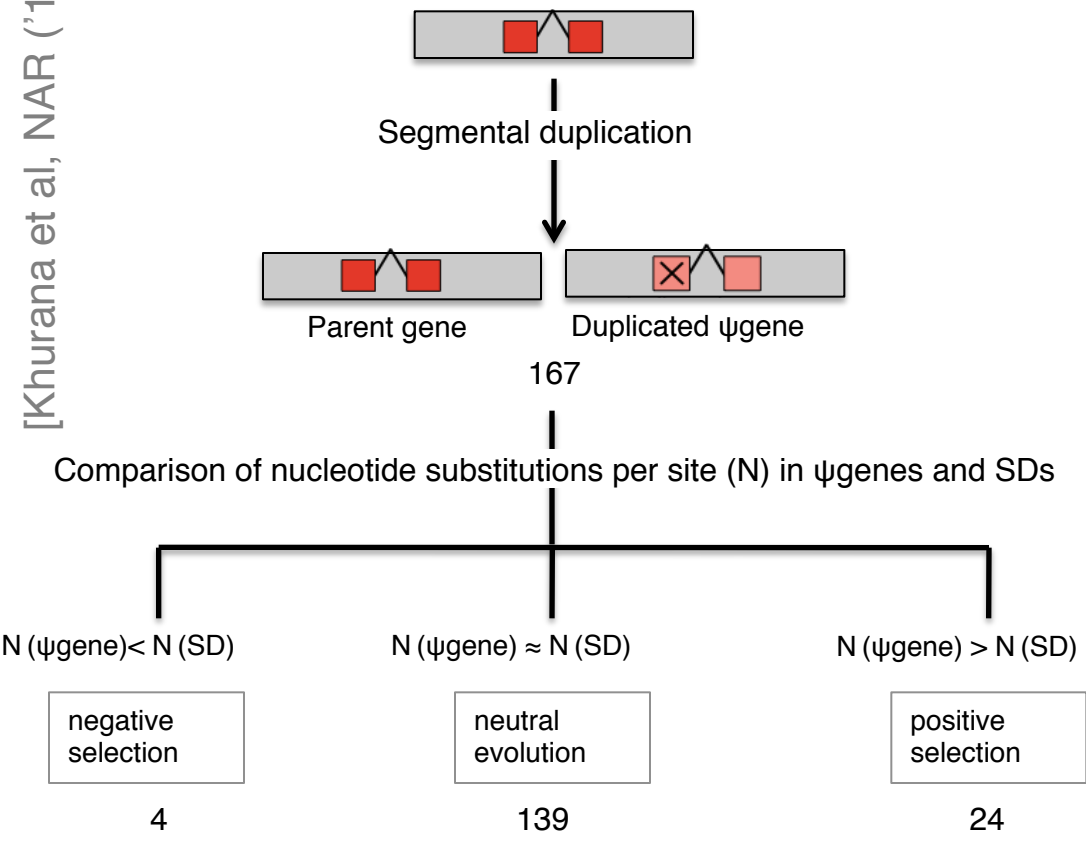 [Khurana et al, NAR ('1
Segmental duplication
Parent gene
Duplicated ψgene
167
Comparison of nucleotide substitutions per site (N) in ψgenes and SDs
N (ψgene)< N (SD)
N (ψgene) ≈ N (SD)
N (ψgene) > N (SD)
negative
selection
neutral
evolution
positive
selection
4
139
24